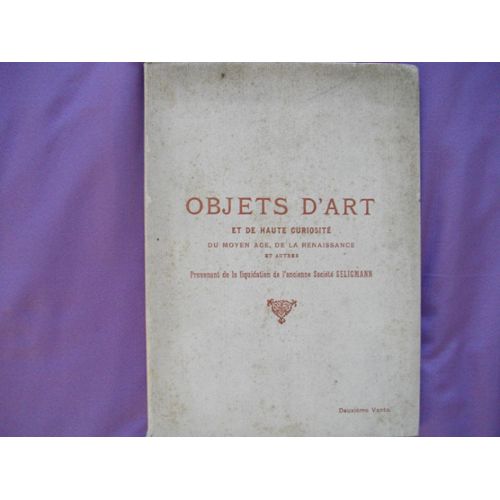 OBJETS D'ART
ET DE HAUTE CURIOSITÉ
DU MOYEN AGE, DE LA RENAISSANCE
ET AUTRES
Provenant de la liquidation de l'ancienne Société SELIGMANN
Deuxième Vente.